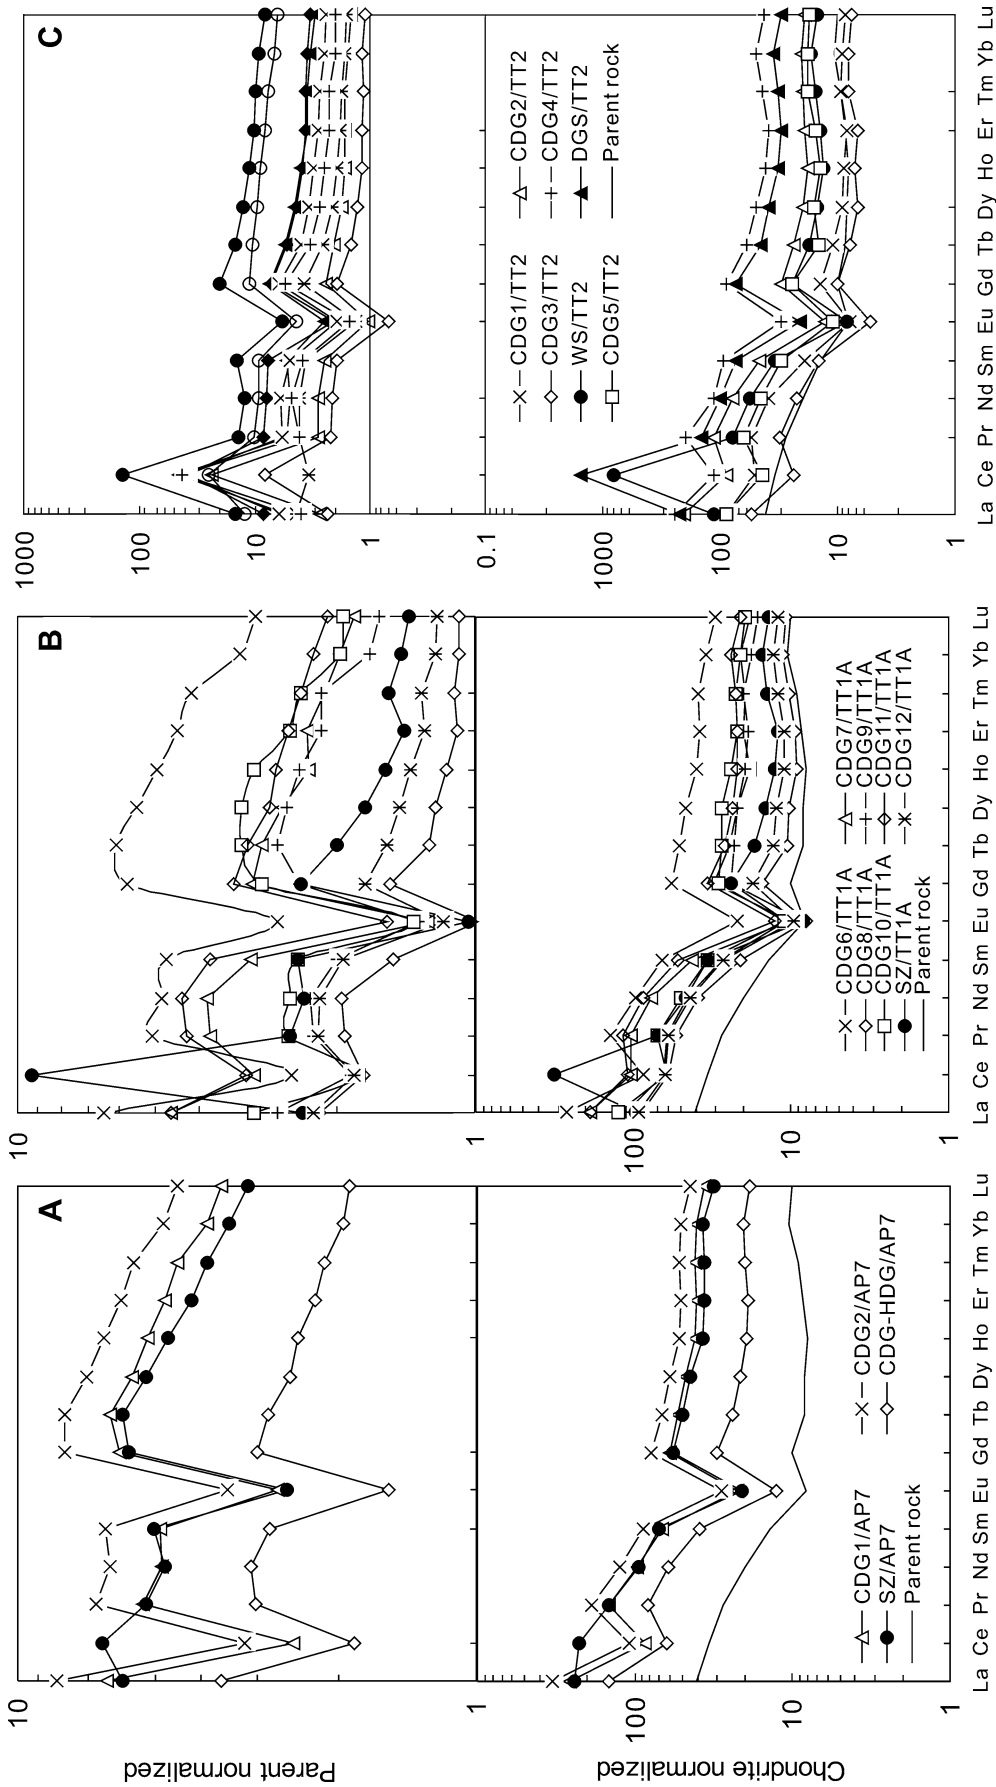 A
10
1
Parent normalized
100
10
1
Chondrite normalized
CDG1/AP7
CDG2/AP7
SZ/AP7
CDG-HDG/AP7
Parent rock
La Ce Pr Nd Sm Eu Gd Tb Dy Ho Er Tm Yb Lu
B
10
1
100
10
1
CDG6/TT1A
CDG7/TT1A
CDG8/TT1A
CDG9/TT1A
CDG10/TT1A
CDG11/TT1A
SZ/TT1A
CDG12/TT1A
Parent rock
La Ce Pr Nd Sm Eu Gd Tb Dy Ho Er Tm Yb Lu
C
1000
100
10
1
0.1
CDG1/TT2
CDG2/TT2
CDG3/TT2
CDG4/TT2
WS/TT2
DGS/TT2
CDG5/TT2
Parent rock
1000
100
10
1
La Ce Pr Nd Sm Eu Gd Tb Dy Ho Er Tm Yb Lu